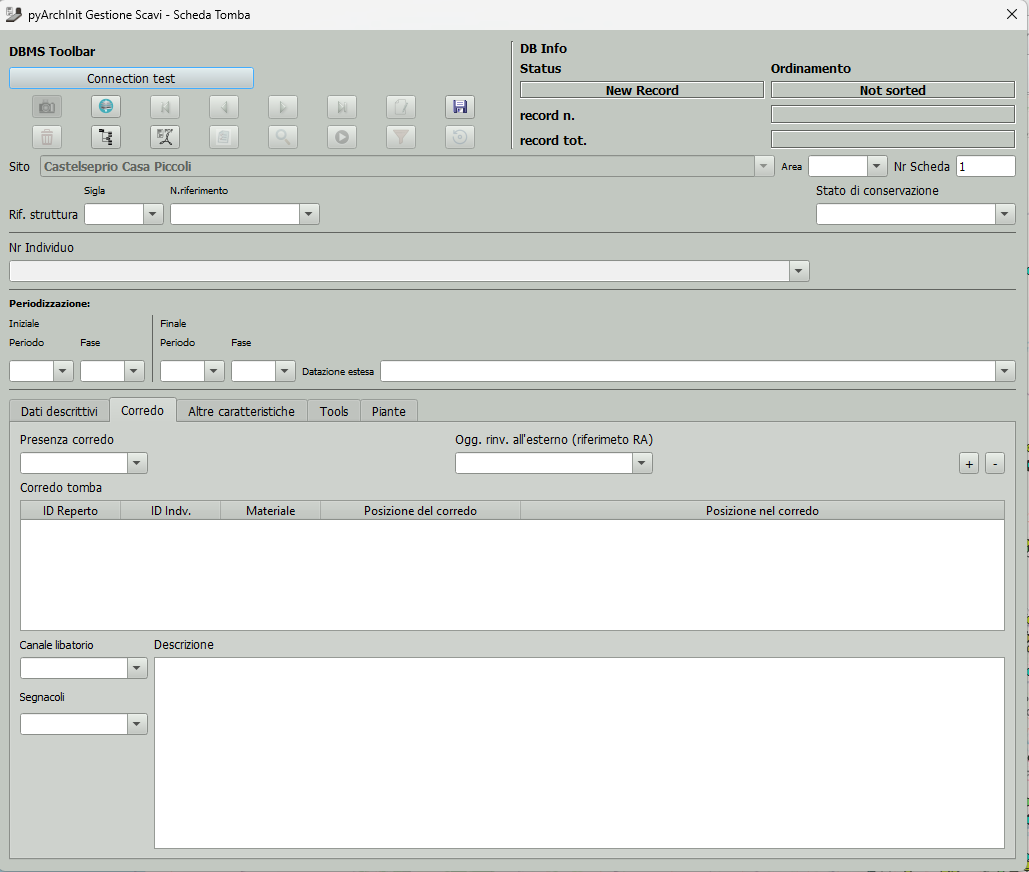 pyArchInit Gestione Scavi - Scheda Tomba
DBMS Toolbar
Connection test
DB Info
Status
Ordinamento
New Record
Not sorted
record n.
record tot.
Sito
Castelseprio Casa Piccoli
Area
Nr Scheda
1
Sigla
N.riferimento
Stato di conservazione
Rif. struttura
Nr Individuo
Periodizzazione:
Iniziale
Finale
Periodo
Fase
Periodo
Fase
Datazione estesa
Dati descrittivi
Corredo
Altre caratteristiche
Tools
Piante
Presenza corredo
Ogg. rinv. all'esterno (riferimeto RA)
+
-
Corredo tomba
ID Reperto
ID Indv.
Materiale
Posizione del corredo
Posizione nel corredo
Canale libatorio
Descrizione
Segnacoli